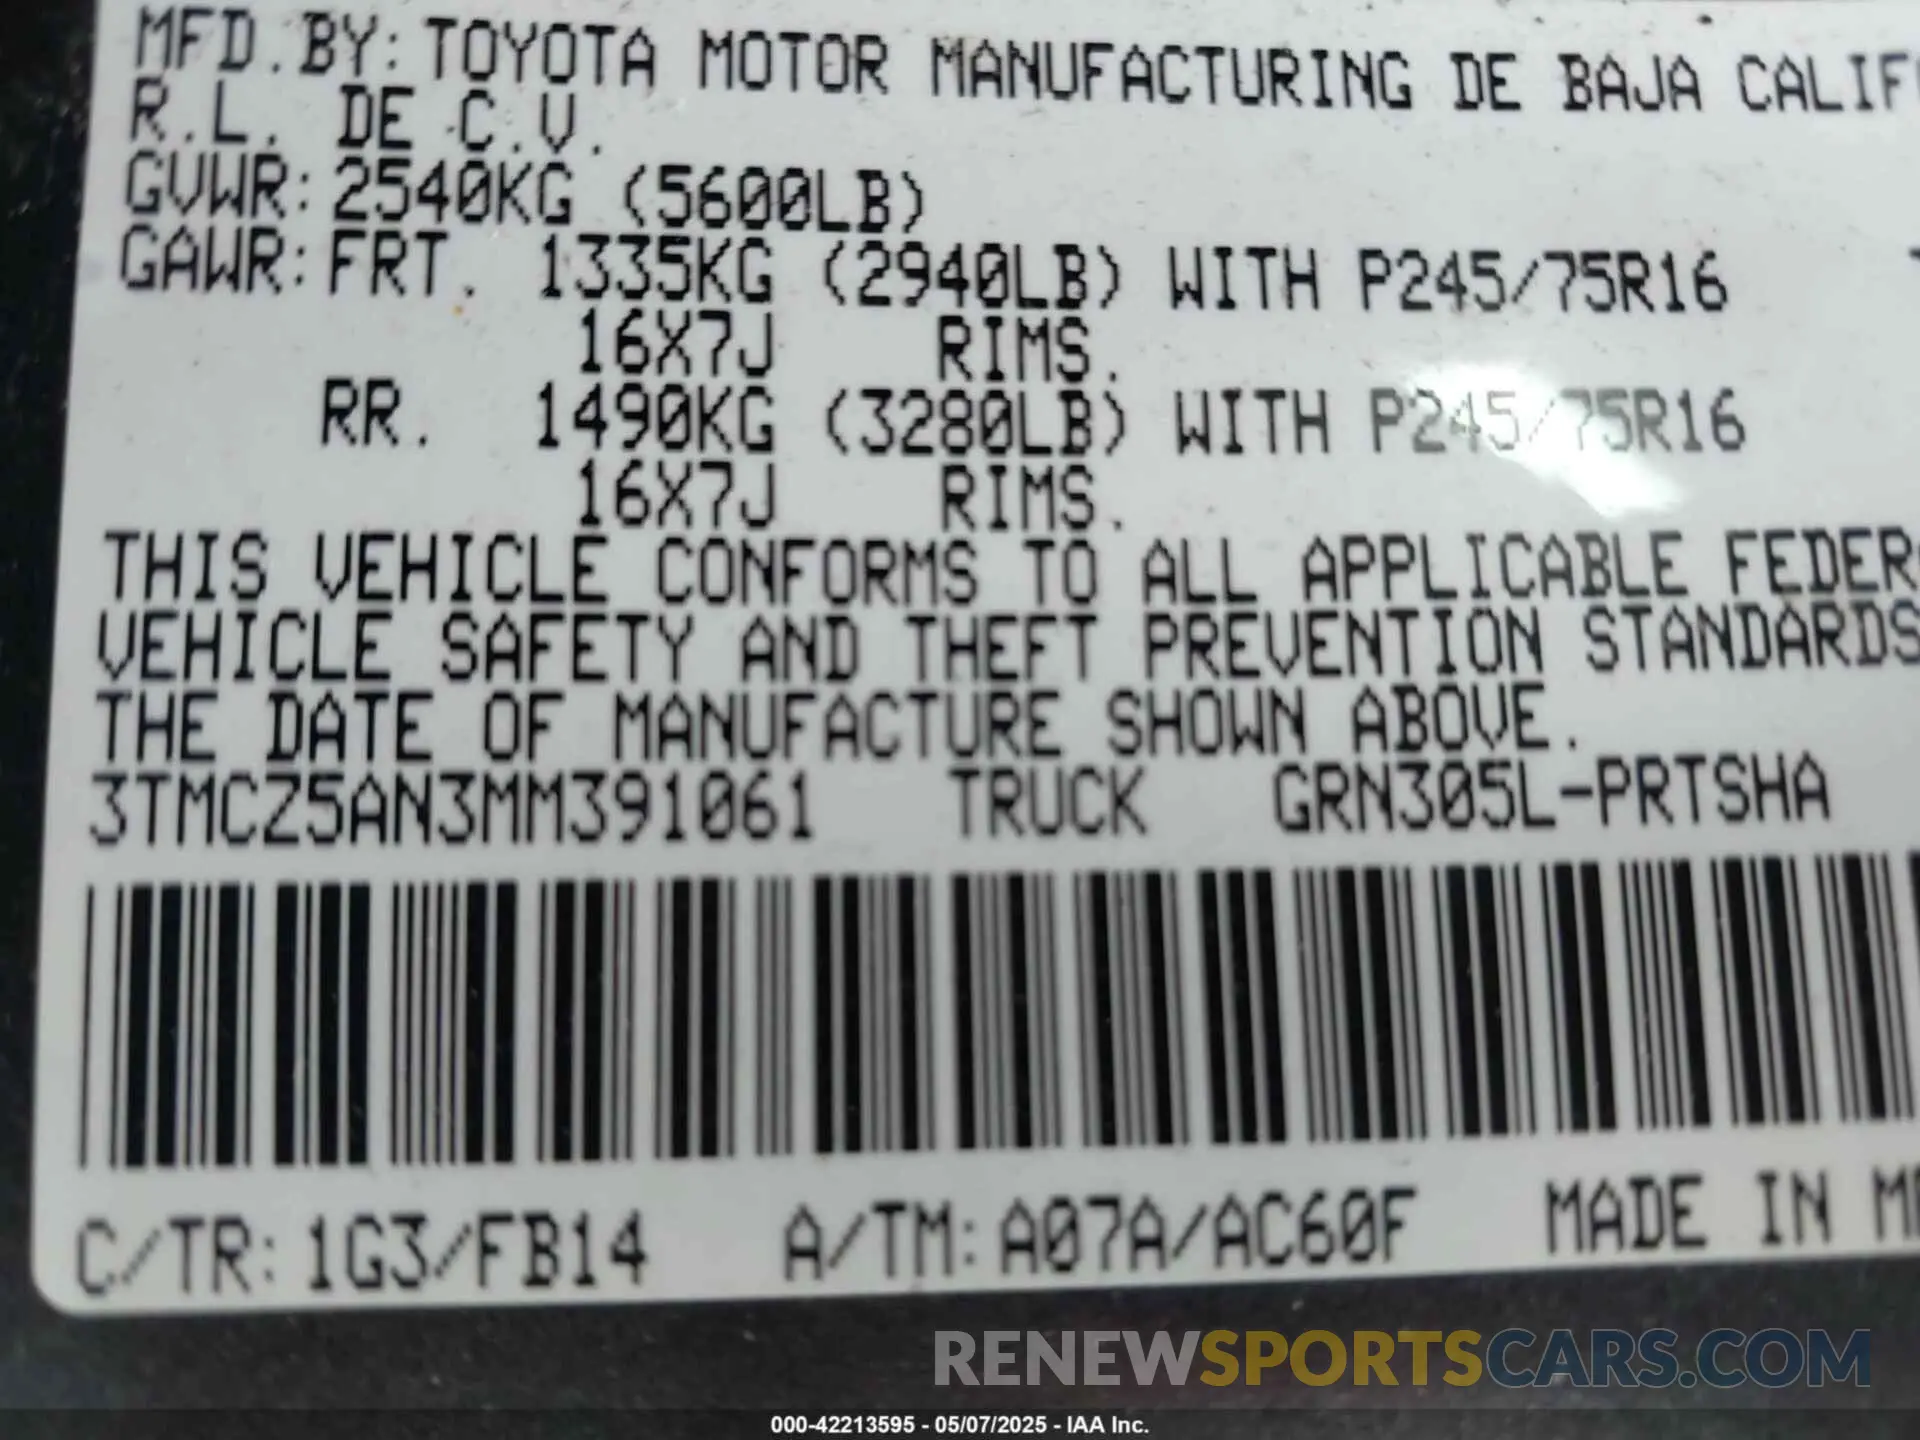 MFD. BY: TOYOTA MOTOR MANUFACTURING DE BAJA CALIF
R.L. DE C.V.
GVWR: 2540KG (5600LB)
GAWR: FRT. 1335KG (2940LB) WITH P245/75R16
16X7J RIMS.
RR. 1490KG (3280LB) WITH P245/75R16
16X7J RIMS.
THIS VEHICLE CONFORMS TO ALL APPLICABLE FEDER
VEHICLE SAFETY AND THEFT PREVENTION STANDARDS
THE DATE OF MANUFACTURE SHOWN ABOVE.
3TMCZ5AN3MM391061 TRUCK GRN305L-PRTSHA
C/TR: 1G3/FB14 A/TM: A07A/AC60F MADE IN M
RENEWSPORTSCARS.COM
000-42213595 - 05/07/2025 - IAA Inc.